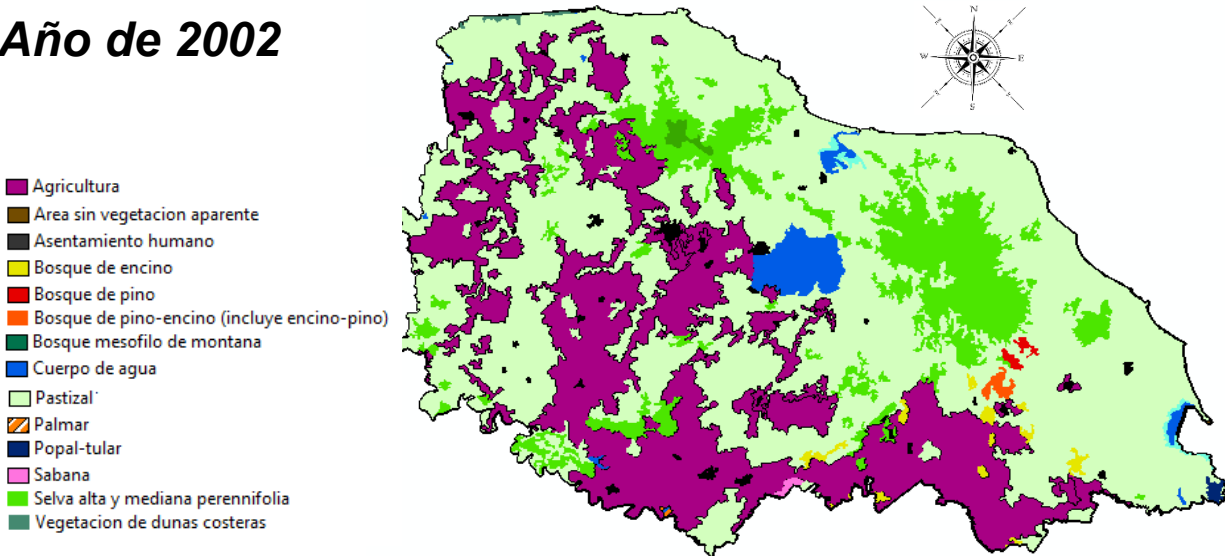 Año de 2002
N
W
E
S
Agricultura
Area sin vegetacion aparente
Asentamiento humano
Bosque de encino
Bosque de pino
Bosque de pino-encino (incluye encino-pino)
Bosque mesofilo de montana
Cuerpo de agua
Pastizal
Palmar
Popal-tular
Sabana
Selva alta y mediana perennifolia
Vegetacion de dunas costeras